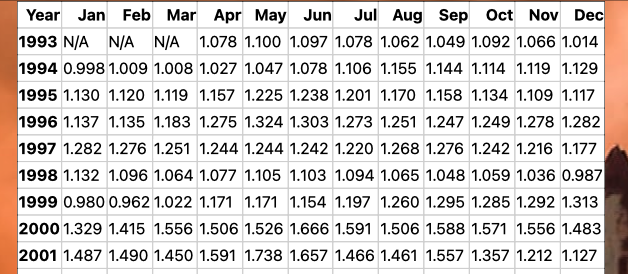 Year Jan Feb Mar Apr May Jun Jul Aug Sep Oct Nov Dec
1993 N/A N/A N/A 1.078 1.100 1.097 1.078 1.062 1.049 1.092 1.066 1.014
1994 0.998 1.009 1.008 1.027 1.047 1.078 1.106 1.155 1.144 1.114 1.119 1.129
1995 1.130 1.120 1.119 1.157 1.225 1.238 1.201 1.170 1.158 1.134 1.109 1.117
1996 1.137 1.135 1.183 1.275 1.324 1.303 1.273 1.251 1.247 1.249 1.278 1.282
1997 1.282 1.276 1.251 1.244 1.244 1.242 1.220 1.268 1.276 1.242 1.216 1.177
1998 1.132 1.096 1.064 1.077 1.105 1.103 1.094 1.065 1.048 1.059 1.036 0.987
1999 0.980 0.962 1.022 1.171 1.171 1.154 1.197 1.260 1.295 1.285 1.292 1.313
2000 1.329 1.415 1.556 1.506 1.526 1.666 1.591 1.506 1.588 1.571 1.556 1.483
2001 1.487 1.490 1.450 1.591 1.738 1.657 1.466 1.461 1.557 1.357 1.212 1.127